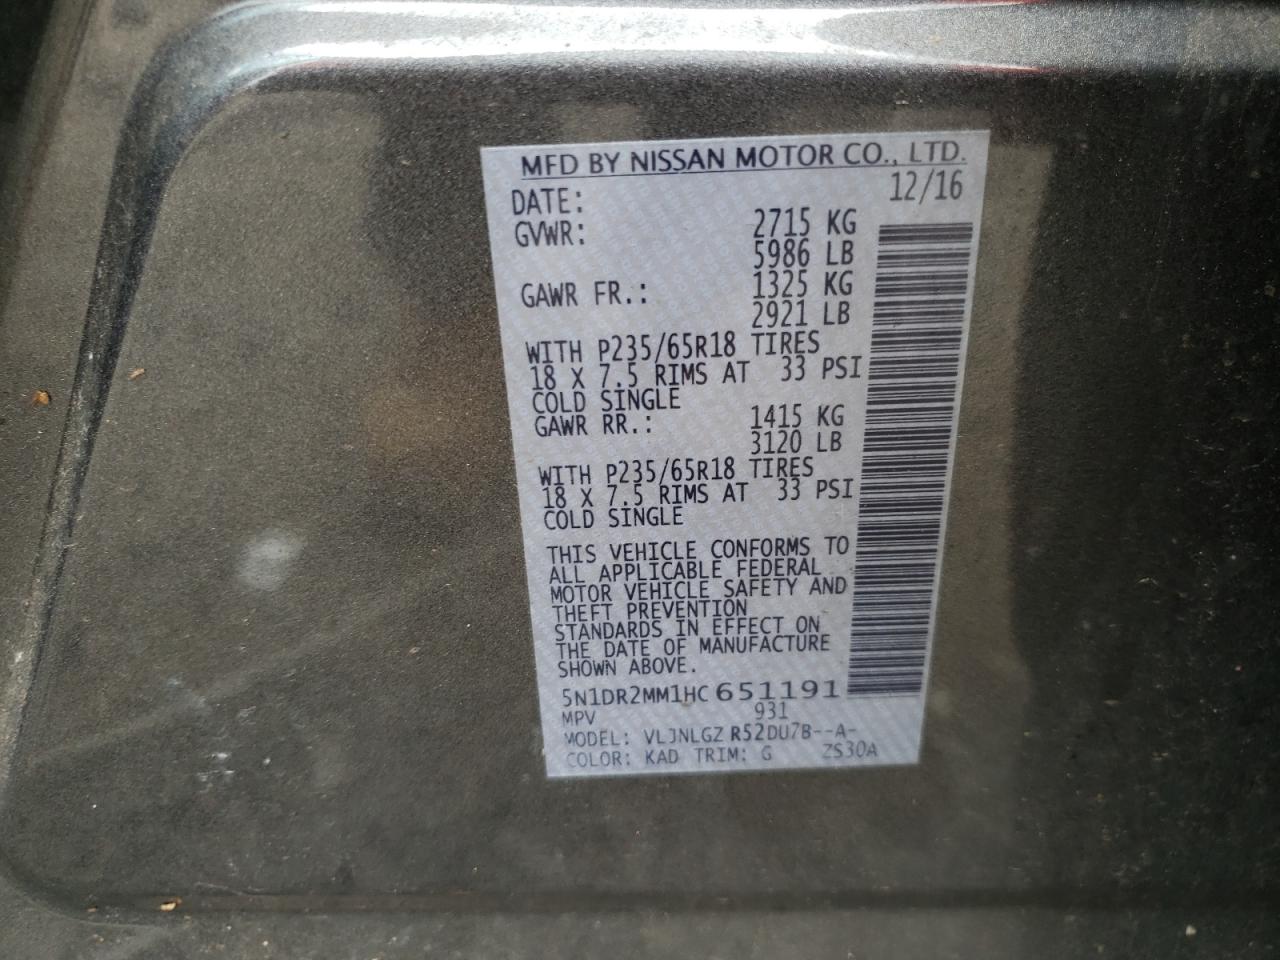 MFD BY NISSAN MOTOR CO., LTD.
DATE: 12/16
GVWR: 2715 KG
5986 LB
GAWR FR.: 1325 KG
2921 LB
WITH P235/65R18 TIRES
18 X 7.5 RIMS AT 33 PSI
COLD SINGLE
GAWR RR.: 1415 KG
3120 LB
WITH P235/65R18 TIRES
18 X 7.5 RIMS AT 33 PSI
COLD SINGLE
THIS VEHICLE CONFORMS TO
ALL APPLICABLE FEDERAL
MOTOR VEHICLE SAFETY AND
THEFT PREVENTION
STANDARDS IN EFFECT ON
THE DATE OF MANUFACTURE
SHOWN ABOVE.
5N1DR2MM1HC651191
MPV 931
MODEL: VLJNLGZ R52DU7B--A-
COLOR: KAD TRIM: G ZS30A